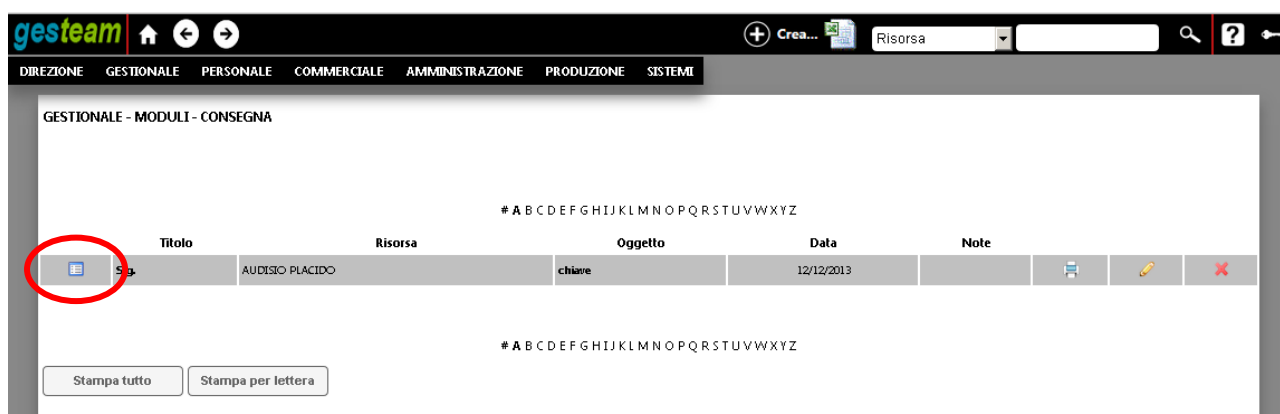 gesteam Crea... Risorsa ?
DIREZIONE GESTIONALE PERSONALE COMMERCIALE AMMINISTRAZIONE PRODUZIONE SISTEMI
GESTIONALE - MODULI - CONSEGNA
# A B C D E F G H I J K L M N O P Q R S T U V W X Y Z
Titolo Risorsa Oggetto Data Note
Sig. AUDISIO PLACIDO chiave 12/12/2013
# A B C D E F G H I J K L M N O P Q R S T U V W X Y Z
Stampa tutto Stampa per lettera